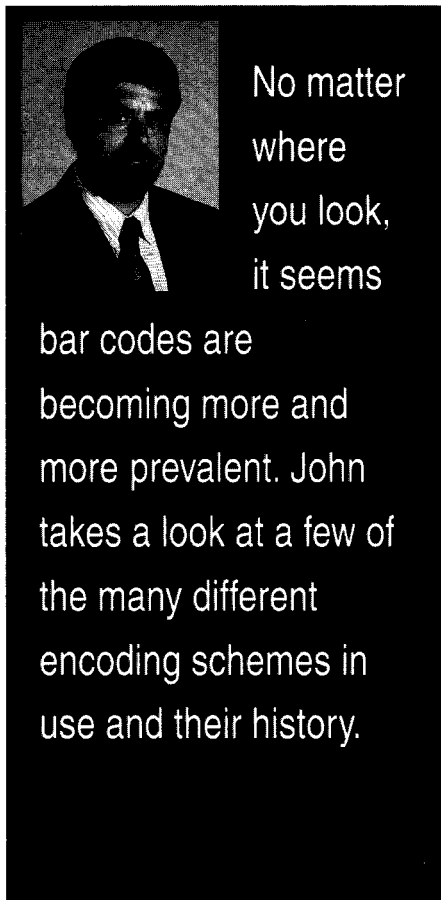 No matter
where
you look,
it seems
bar codes are
becoming more and
more prevalent. John
takes a look at a few of
the many different
encoding schemes in
use and their history.